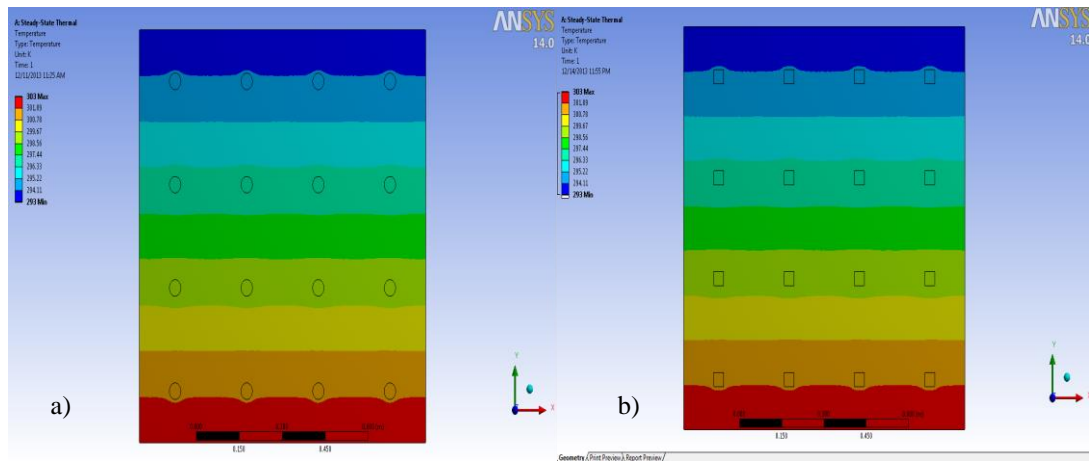 A: Steady-State Thermal
Temperature
Type: Temperature
Unit: K
Time: 1
12/11/2013 11:25 AM
303 Max
301.89
300.78
299.67
298.56
297.44
296.33
295.22
294.11
293 Min
ANSYS
14.0
Y
X
0.150
0.450
a)
A: Steady-State Thermal
Temperature
Type: Temperature
Unit: K
Time: 1
12/14/2013 11:55 PM
303 Max
301.89
300.78
299.67
298.56
297.44
296.33
295.22
294.11
293 Min
ANSYS
14.0
Y
X
0.150
0.450
b)
Geometry / Print Preview / Report Preview /